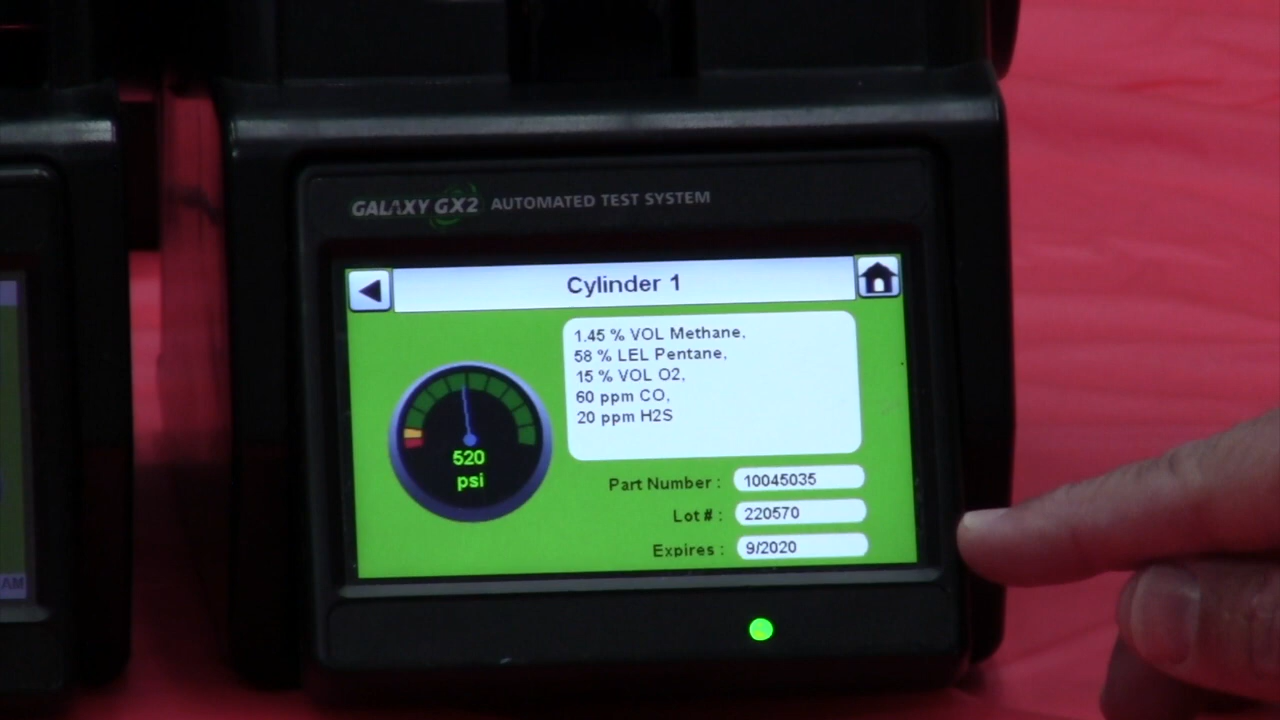 GALAXY GX2 AUTOMATED TEST SYSTEM
Cylinder 1
1.45 % VOL Methane,
58 % LEL Pentane,
15 % VOL O2,
60 ppm CO,
20 ppm H2S
520
psi
Part Number : 10045035
Lot # : 220570
Expires : 9/2020
AM